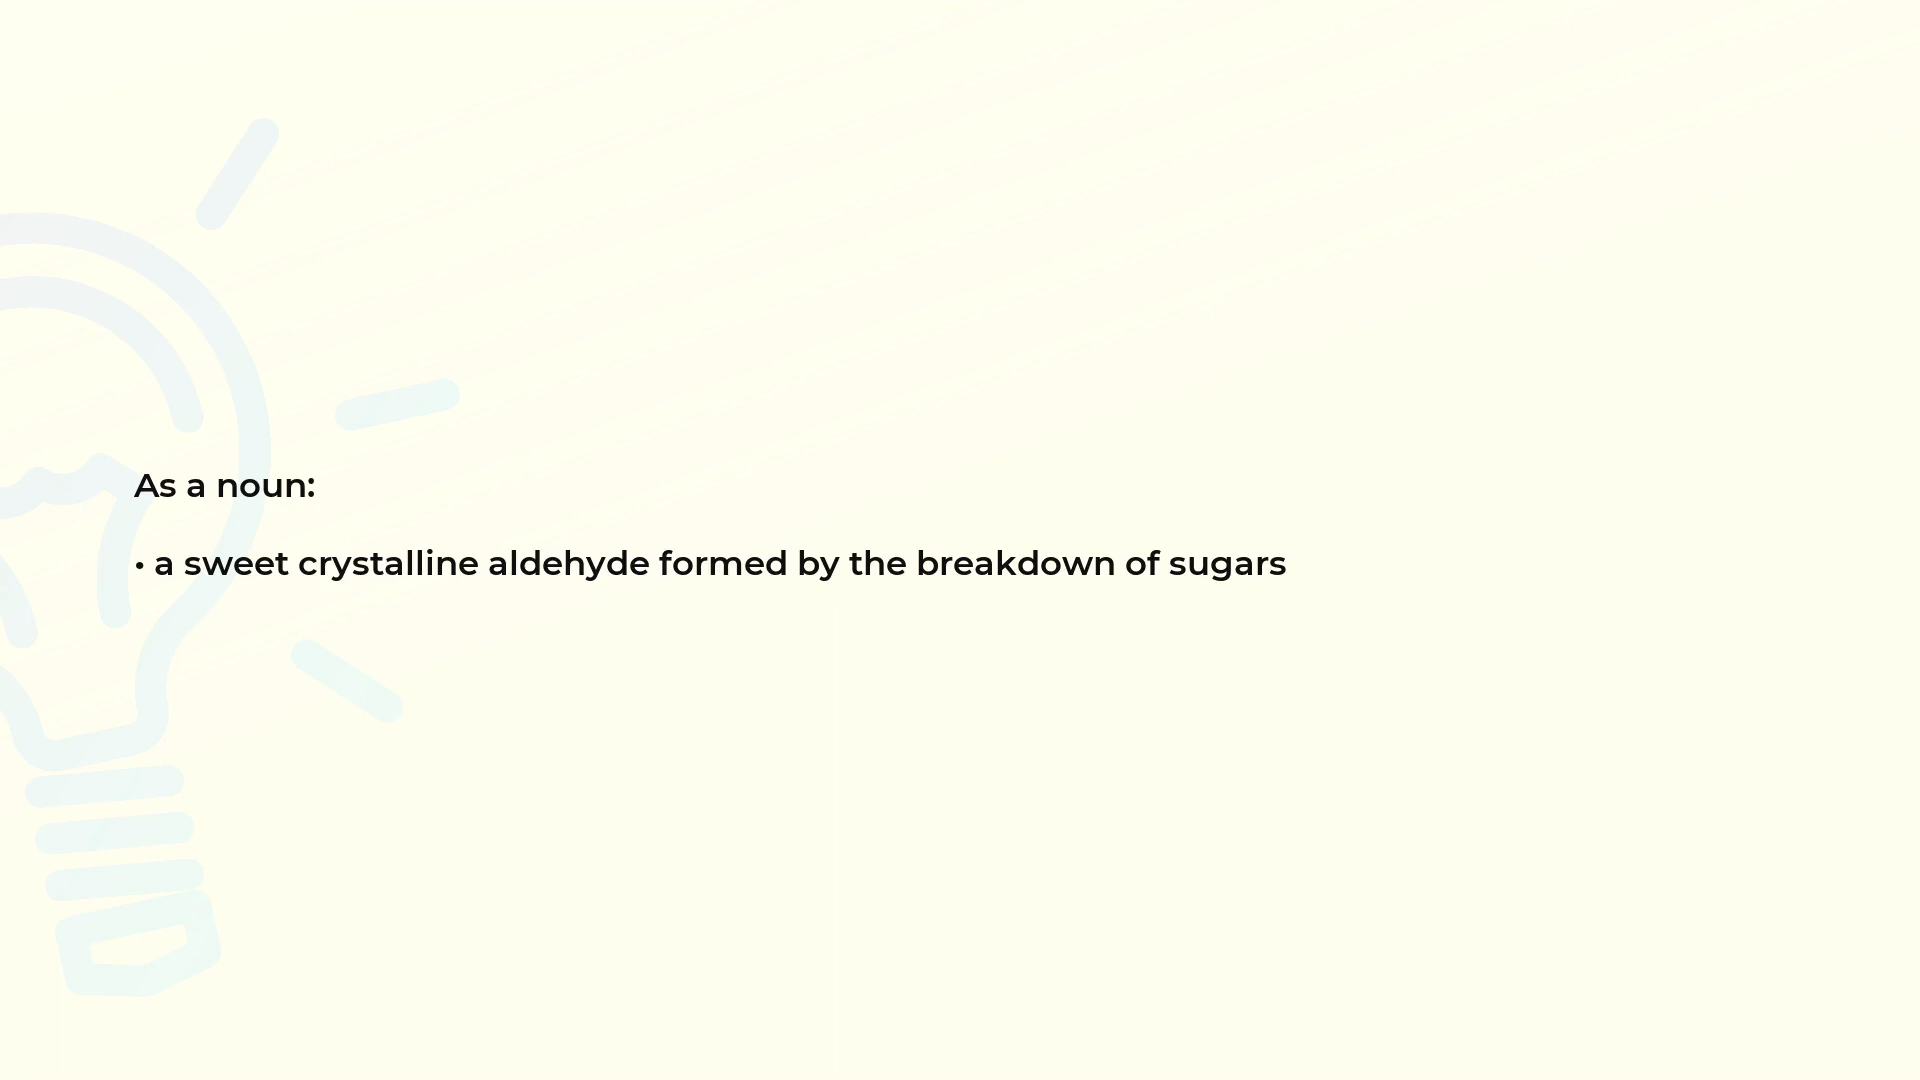 As a noun:
• a sweet crystalline aldehyde formed by the breakdown of sugars